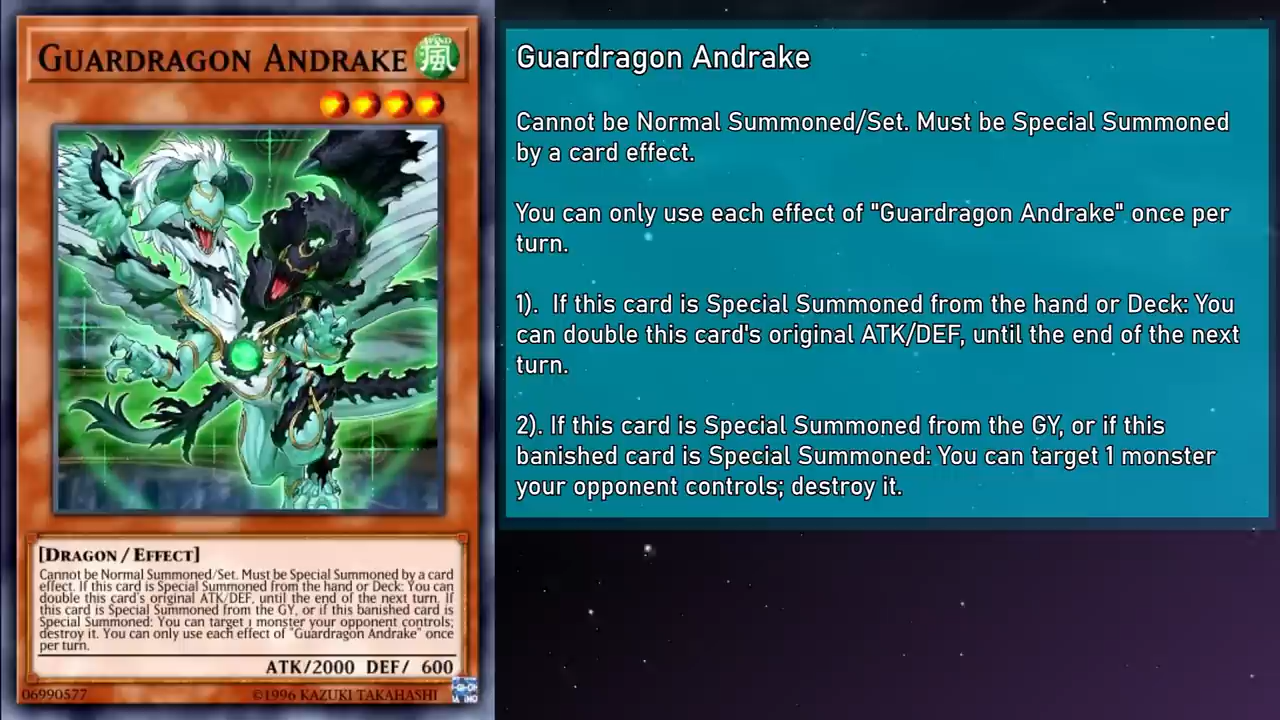 GUARDRAGON ANDRAKE
WIND
風
[DRAGON / EFFECT]
Cannot be Normal Summoned/Set. Must be Special Summoned by a card
effect. If this card is Special Summoned from the hand or Deck: You can
double this card's original ATK/DEF, until the end of the next turn. If
this card is Special Summoned from the GY, or if this banished card is
Special Summoned: You can target 1 monster your opponent controls;
destroy it. You can only use each effect of "Guardragon Andrake" once
per turn.
ATK/2000 DEF/ 600
06990577
©1996 KAZUKI TAKAHASHI
Guardragon Andrake
Cannot be Normal Summoned/Set. Must be Special Summoned
by a card effect.
You can only use each effect of "Guardragon Andrake" once per
turn.
1).  If this card is Special Summoned from the hand or Deck: You
can double this card's original ATK/DEF, until the end of the next
turn.
2). If this card is Special Summoned from the GY, or if this
banished card is Special Summoned: You can target 1 monster
your opponent controls; destroy it.